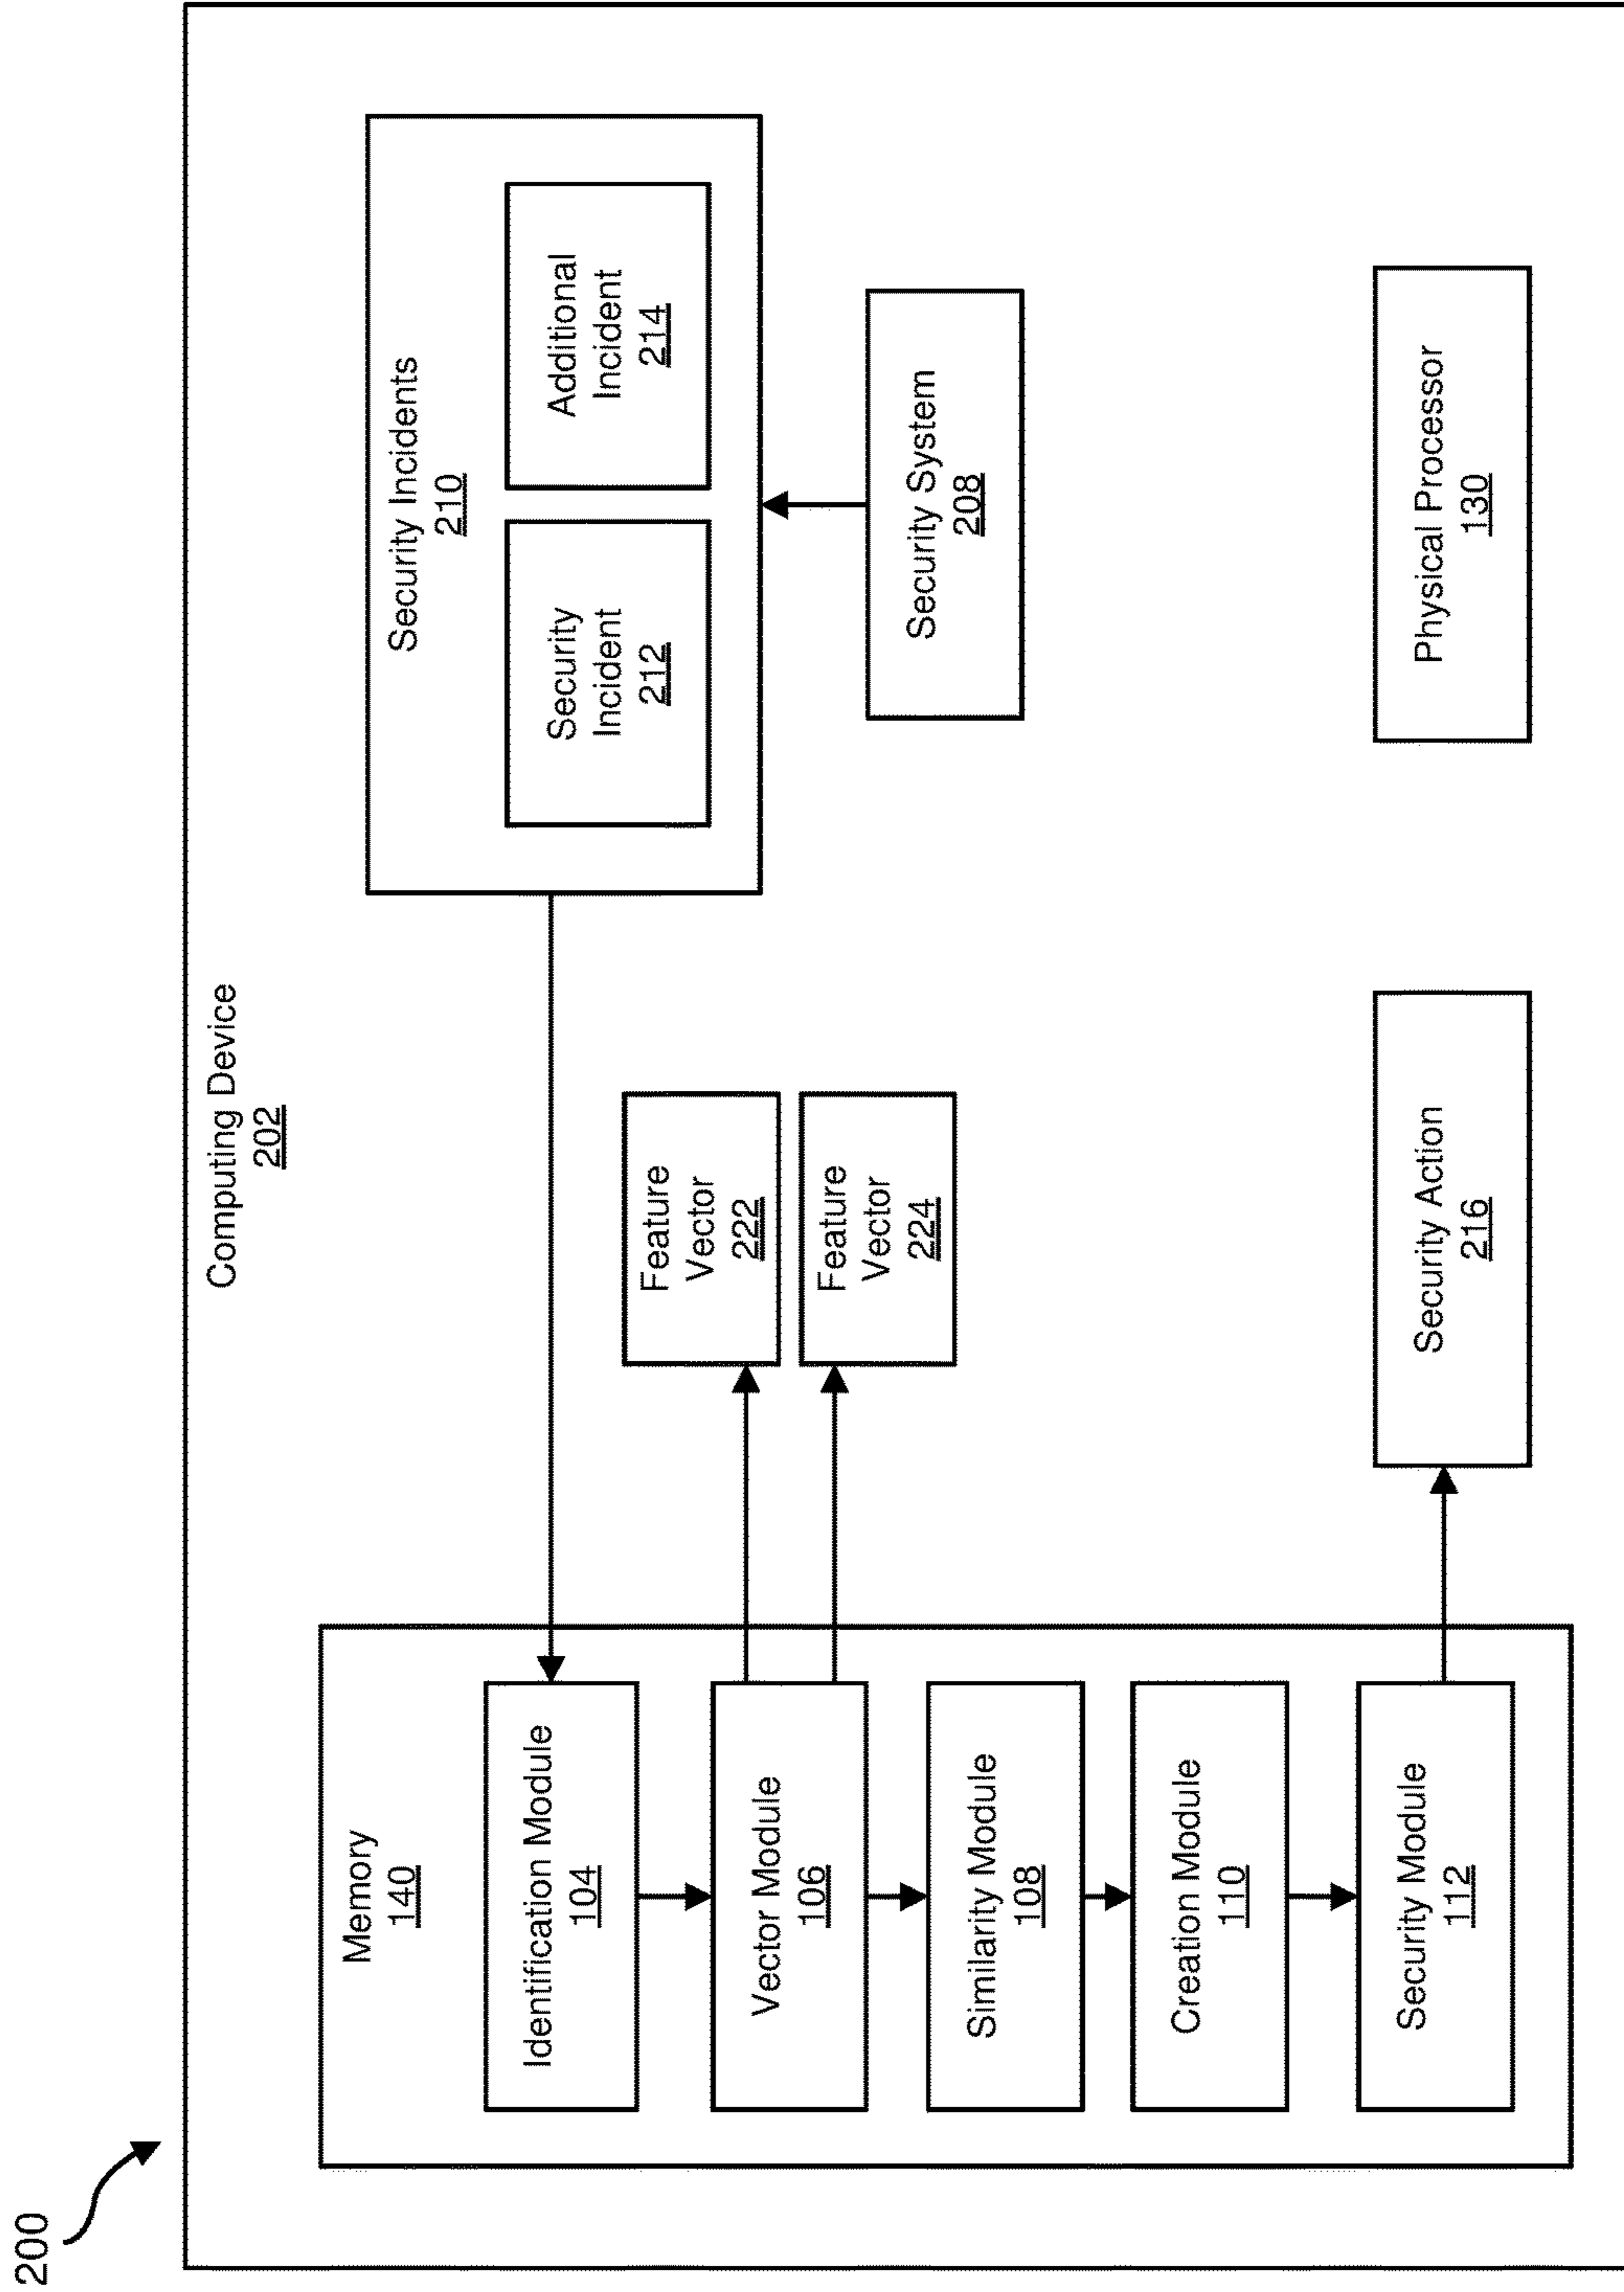 200
Computing Device
202
Memory
140
Identification Module
104
Vector Module
106
Similarity Module
108
Creation Module
110
Security Module
112
Feature
Vector
222
Feature
Vector
224
Security Action
216
Security Incidents
210
Security
Incident
212
Additional
Incident
214
Security System
208
Physical Processor
130